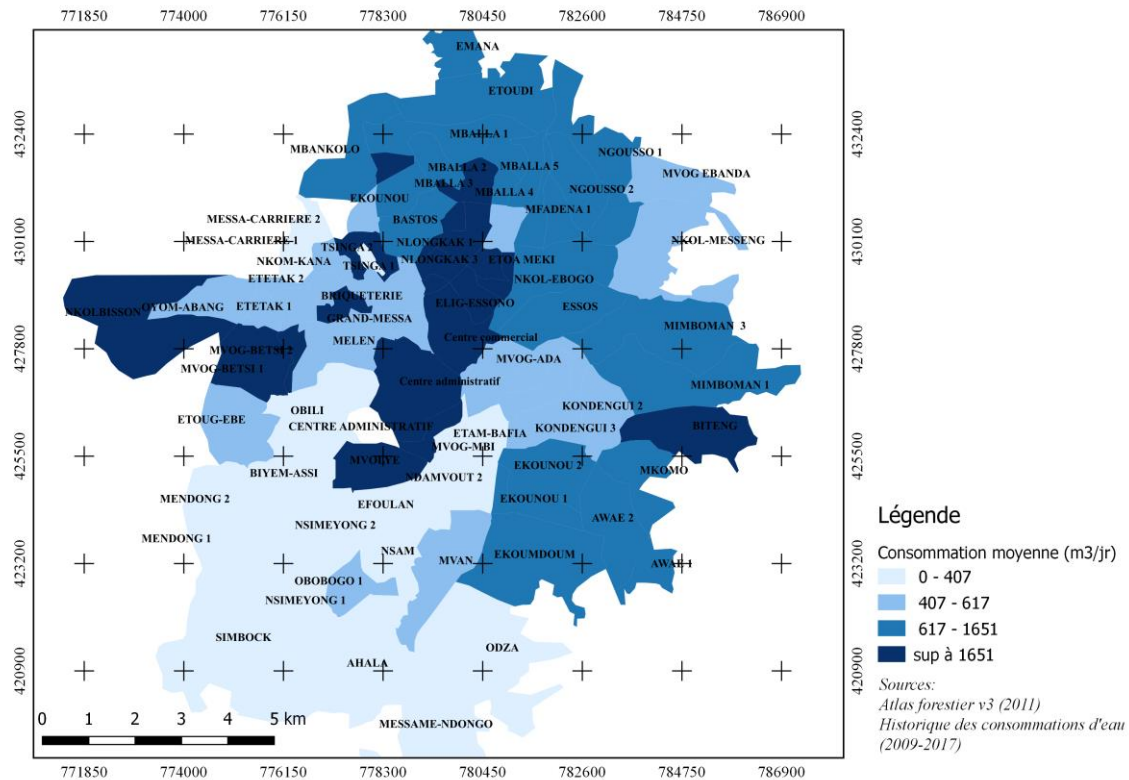 771850 774000 776150 778300 780450 782600 784750 786900
EMANA
ETOUDI
432400 432400
MBALLA 1
MBANKOLO
NGOUSSO 1
MBALLA 2
MBALLA 5
MVOG EBANDA
MBALLA 3
MBALLA 4
NGOUSSO 2
EKOUNOU
MFADENA 1
MESSA-CARRIERE 2
BASTOS
430100 430100
MESSA-CARRIERE 1
TSINGA 2
NLONGKAK 1
NKOL-MESSENG
NKOM-KANA
TSINGA 1
NLONGKAK 3
ETOA MEKI
ETETAK 2
NKOL-EBOGO
BRIQUETERIE
ELIG-ESSONO
NKOLBISSON
OYOM-ABANG
ETETAK 1
ESSOS
GRAND-MESSA
MIMBOMAN 3
MELEN
Centre commercial
427800 427800
MVOG-BETSI 2
MVOG-ADA
MVOG-BETSI 1
Centre administratif
MIMBOMAN 1
OBILI
KONDENGUI 2
ETOUG-EBE
CENTRE ADMINISTRATIF
ETAM-BAFIA
KONDENGUI 3
BITENG
MVOG-MBI
425500 425500
MVOLYE
EKOUNOU 2
BIYEM-ASSI
NDAMVOUT 2
MKOMO
MENDONG 2
EFOULAN
EKOUNOU 1
NSIMEYONG 2
AWAE 2
MENDONG 1
NSAM
MVAN
EKOUMDOUM
423200 423200
AWAE 1
OBOBOGO 1
NSIMEYONG 1
SIMBOCK
ODZA
AHALA
420900 420900
MESSAME-NDONGO
0 1 2 3 4 5 km
771850 774000 776150 778300 780450 782600 784750 786900
Légende
Consommation moyenne (m3/jr)
0 - 407
407 - 617
617 - 1651
sup à 1651
Sources:
Atlas forestier v3 (2011)
Historique des consommations d'eau
(2009-2017)